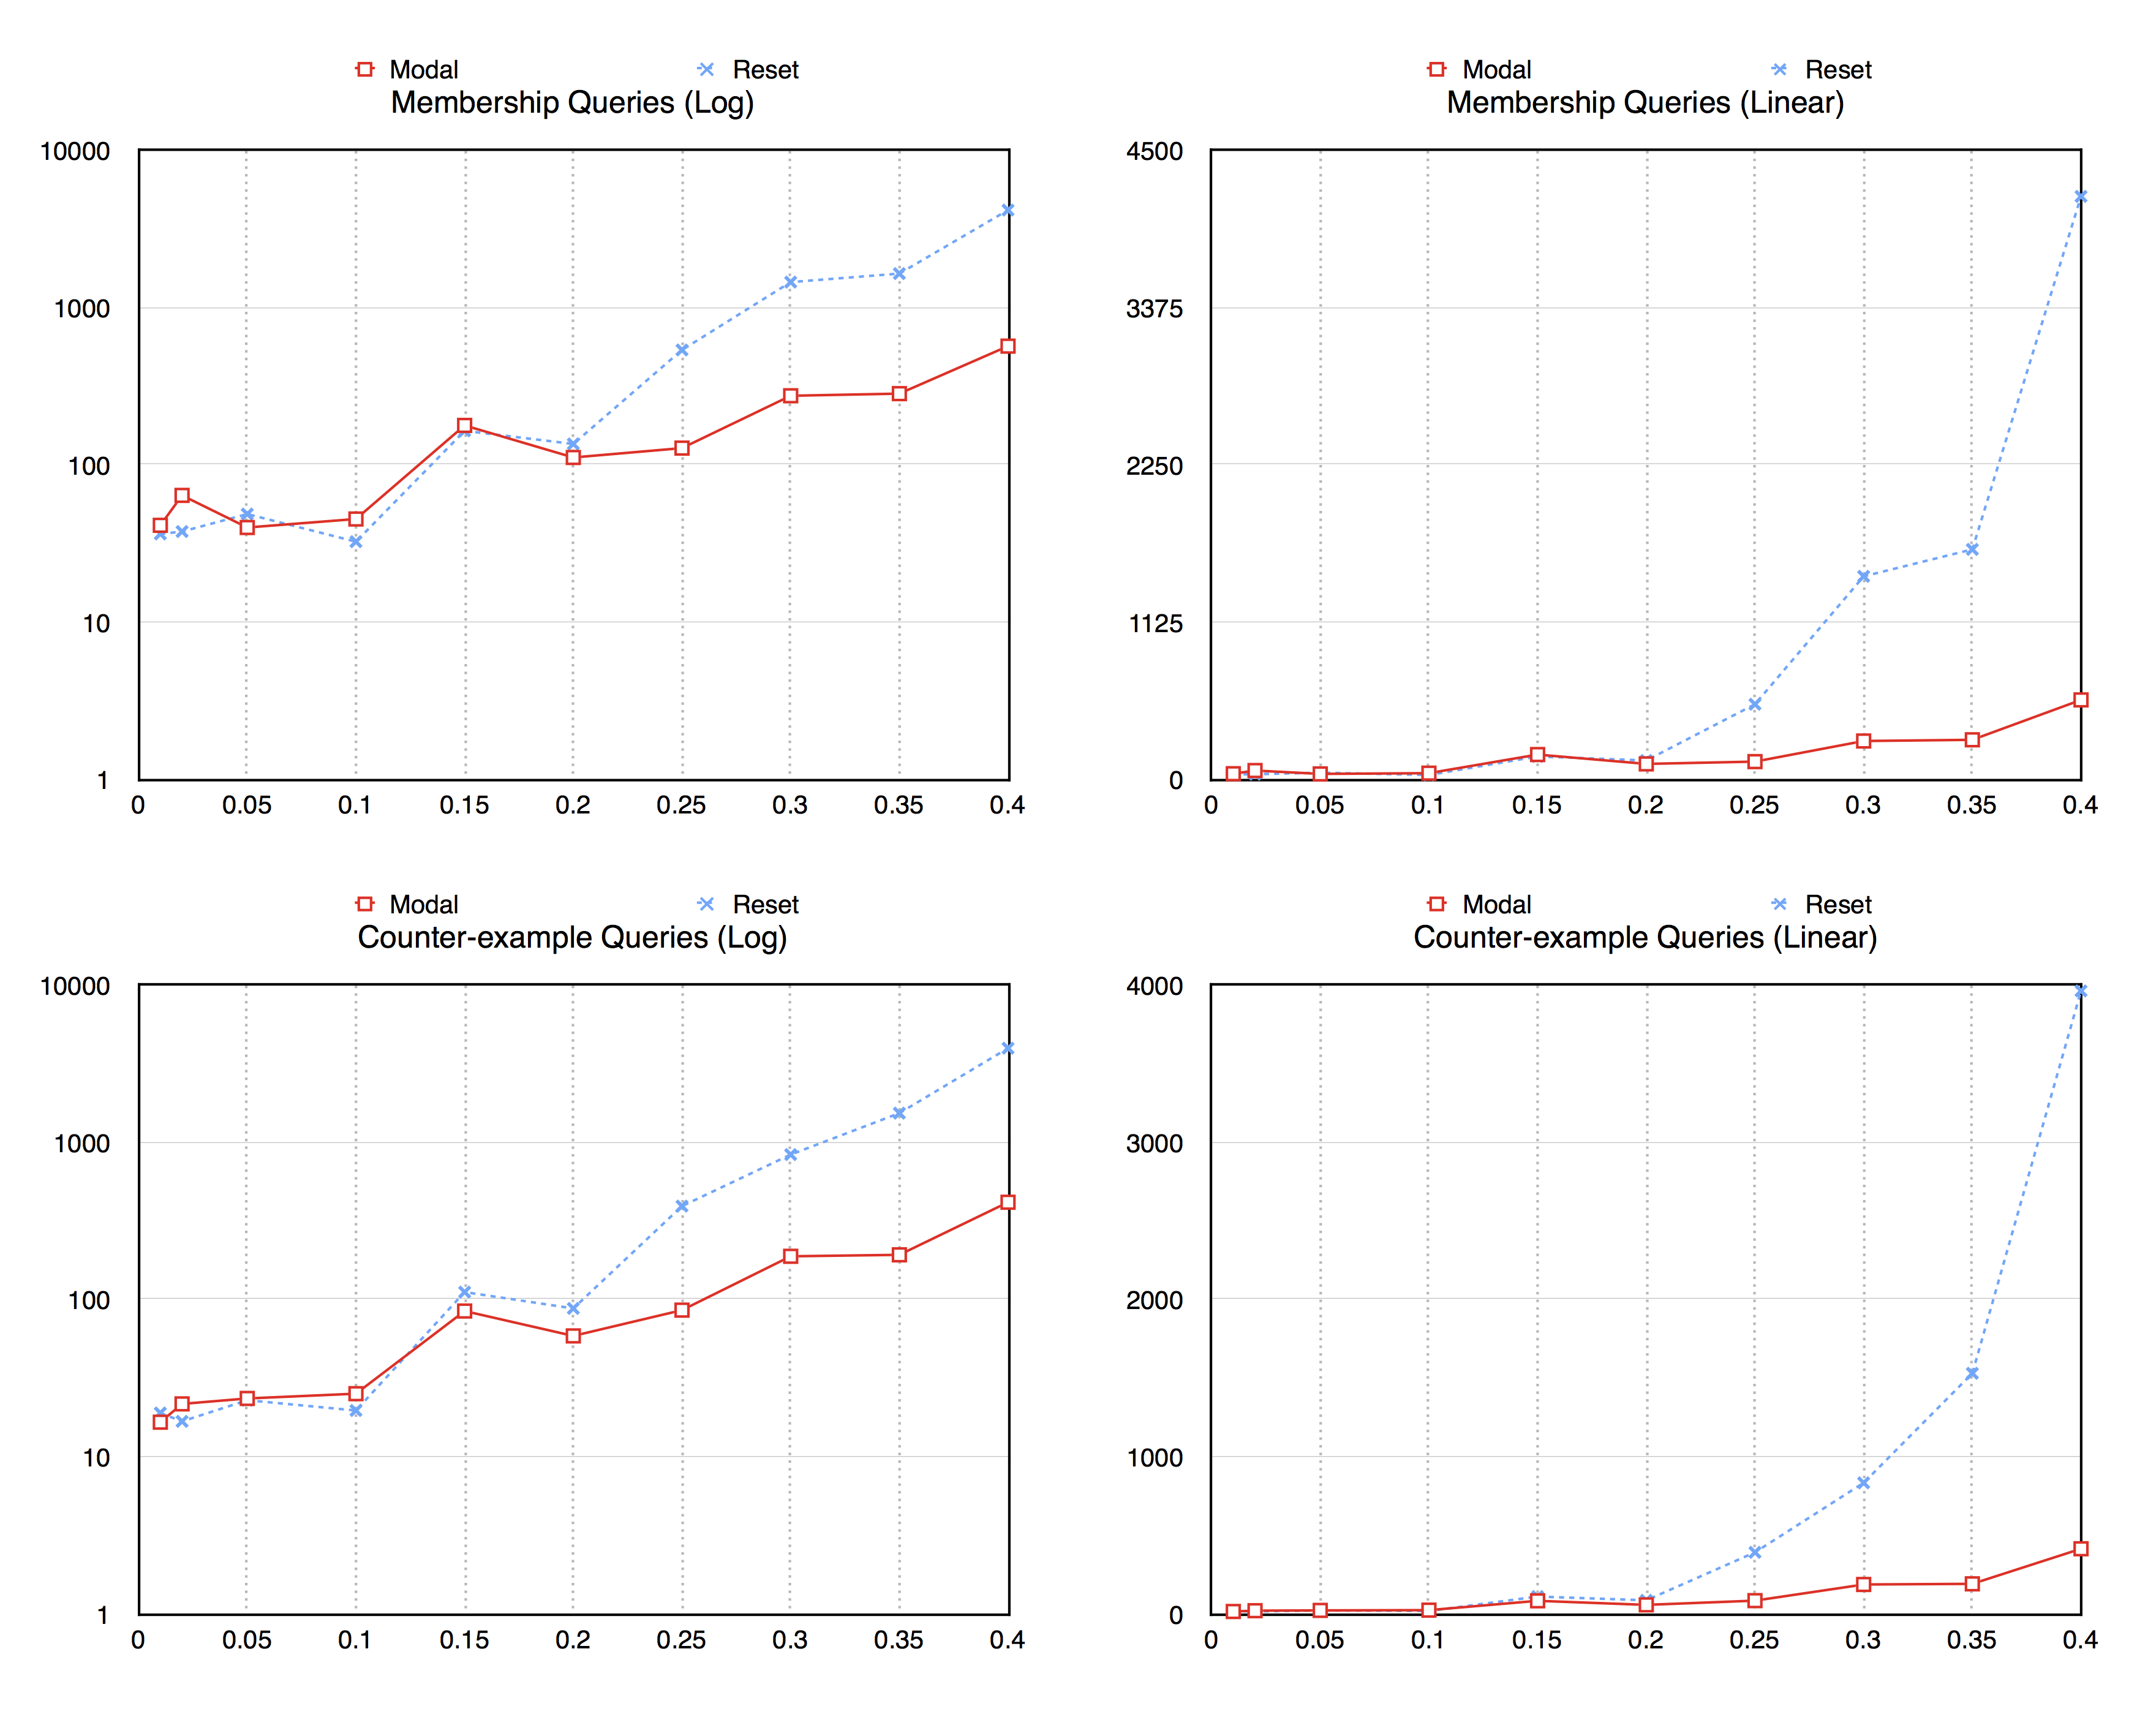 Modal Reset
Membership Queries (Log)
10000
1000
100
10
1
0 0.05 0.1 0.15 0.2 0.25 0.3 0.35 0.4
Modal Reset
Membership Queries (Linear)
4500
3375
2250
1125
0
0 0.05 0.1 0.15 0.2 0.25 0.3 0.35 0.4
Modal Reset
Counter-example Queries (Log)
10000
1000
100
10
1
0 0.05 0.1 0.15 0.2 0.25 0.3 0.35 0.4
Modal Reset
Counter-example Queries (Linear)
4000
3000
2000
1000
0
0 0.05 0.1 0.15 0.2 0.25 0.3 0.35 0.4